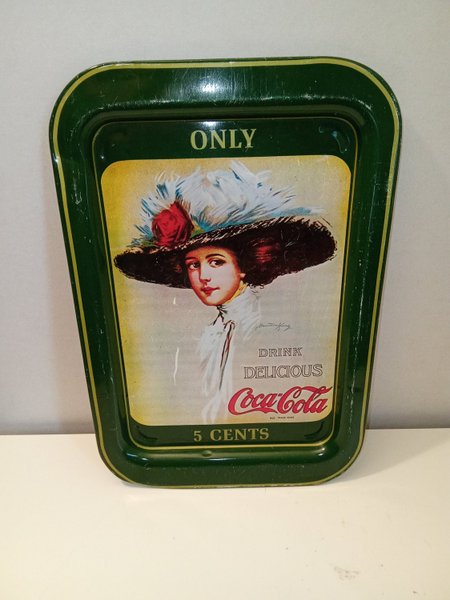 ONLY
DRINK
DELICIOUS
Coca-Cola
5 CENTS